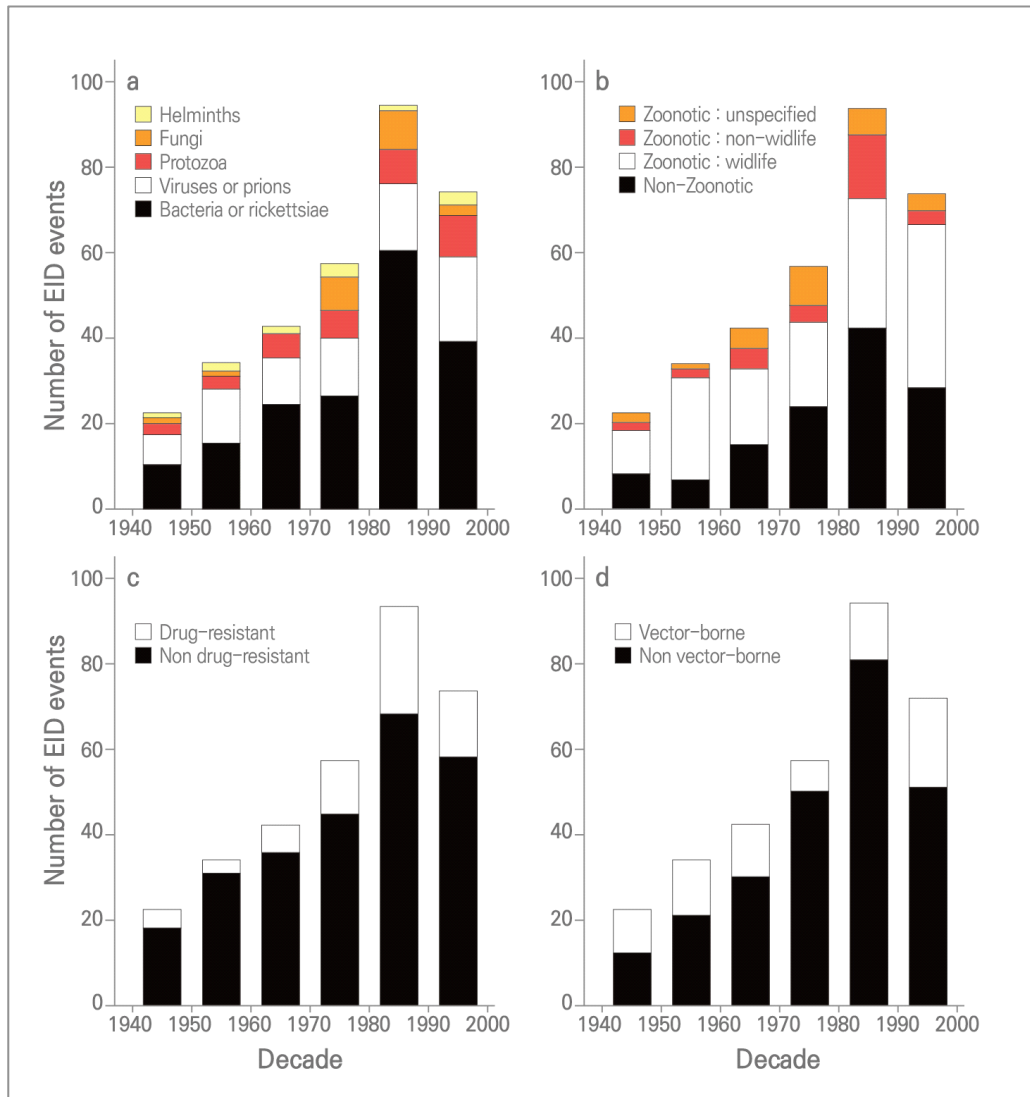 a
Helminths
Fungi
Protozoa
Viruses or prions
Bacteria or rickettsiae
Number of EID events
100
80
60
40
20
0
1940 1950 1960 1970 1980 1990 2000
b
Zoonotic : unspecified
Zoonotic : non-widlife
Zoonotic : widlife
Non-Zoonotic
100
80
60
40
20
0
1940 1950 1960 1970 1980 1990 2000
c
Drug-resistant
Non drug-resistant
Number of EID events
100
80
60
40
20
0
1940 1950 1960 1970 1980 1990 2000
Decade
d
Vector-borne
Non vector-borne
100
80
60
40
20
0
1940 1950 1960 1970 1980 1990 2000
Decade